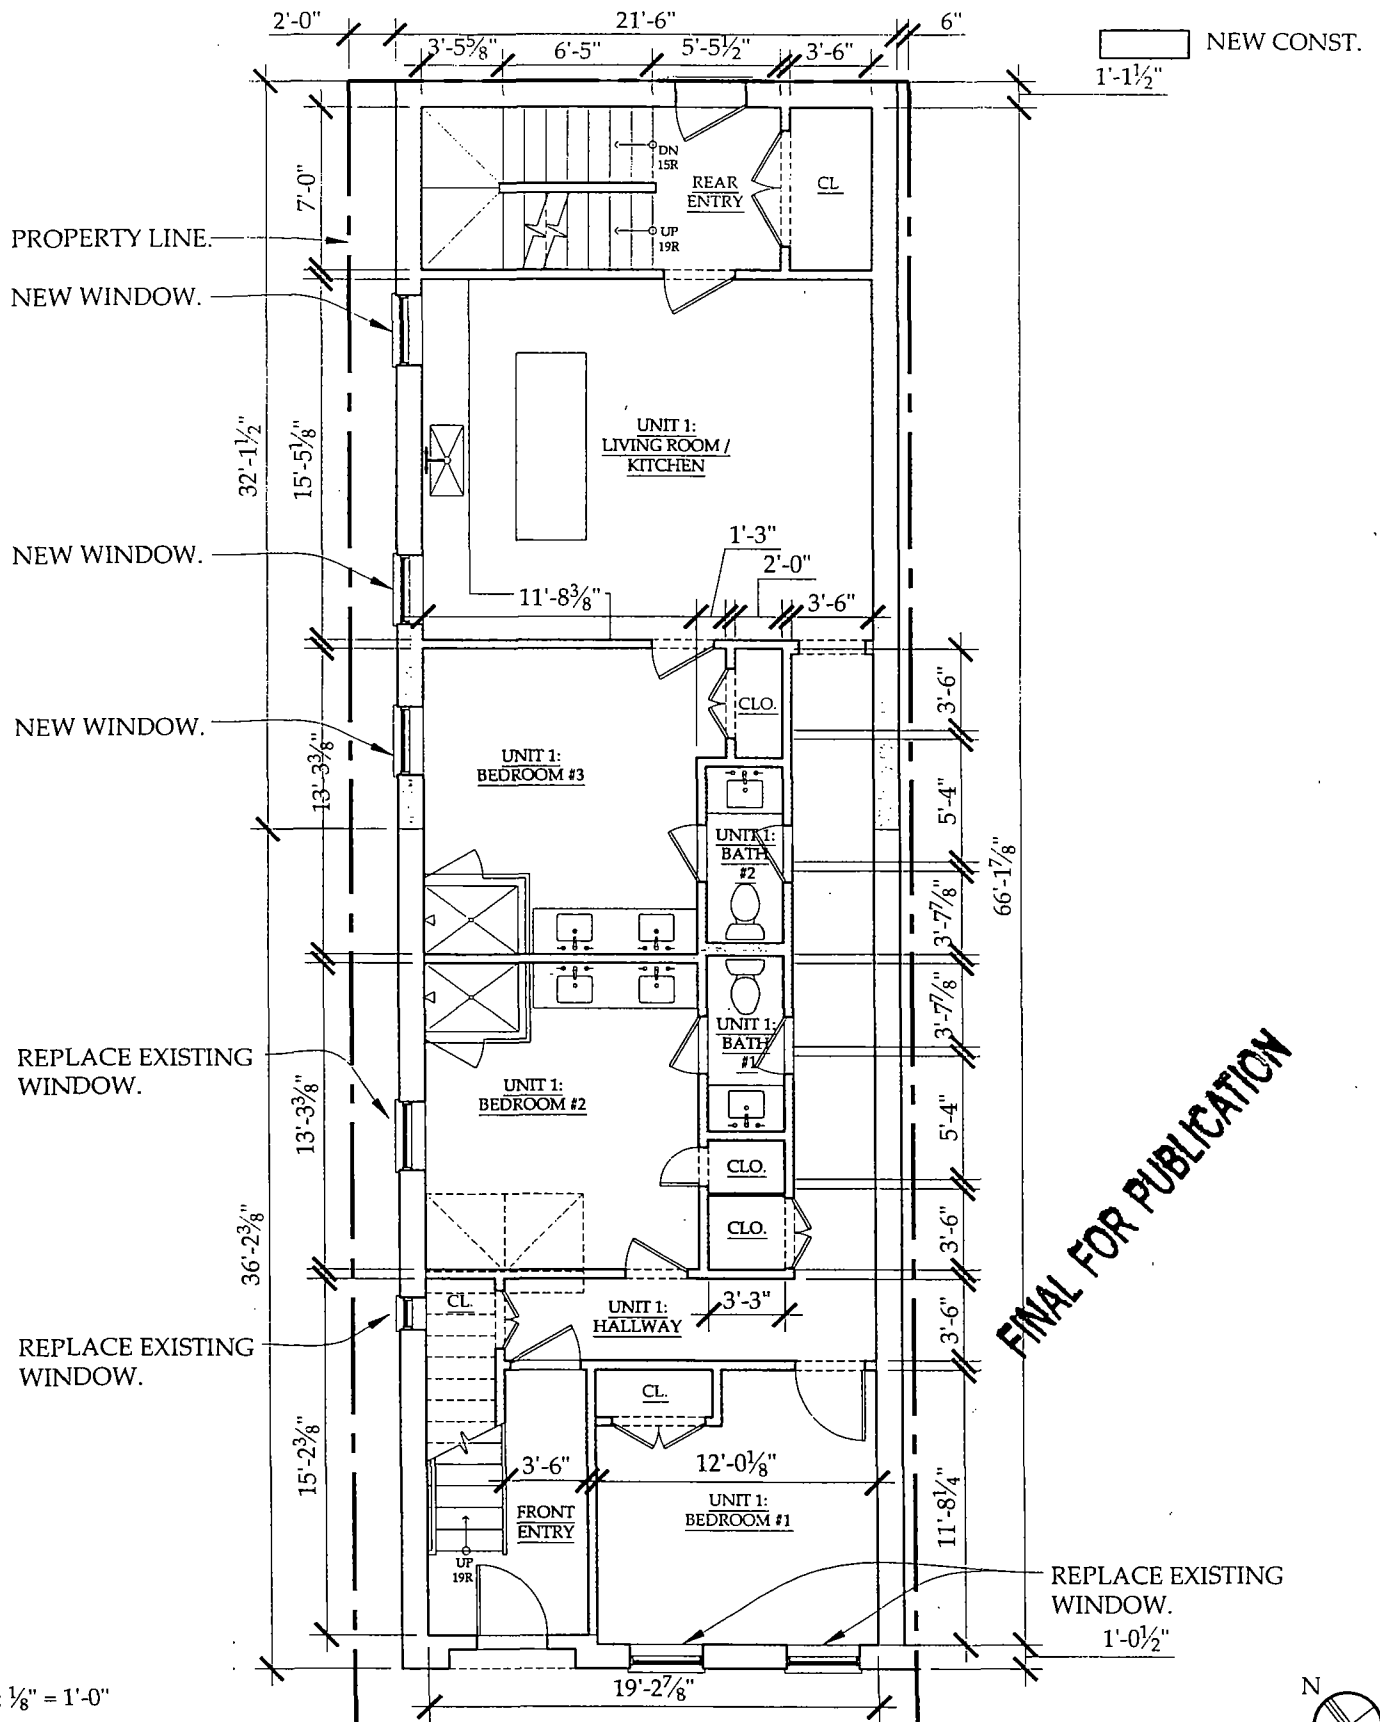 2'-0"
21'-6"
6"
3'-5⅝"
6'-5"
5'-5½"
3'-6"
NEW CONST.
1'-1½"
7'-0"
DN
15R
REAR
ENTRY
CL
UP
19R
PROPERTY LINE.
NEW WINDOW.
32'-1½"
15'-5⅛"
UNIT 1:
LIVING ROOM /
KITCHEN
NEW WINDOW.
1'-3"
2'-0"
11'-8⅜"
3'-6"
NEW WINDOW.
13'-3⅜"
UNIT 1:
BEDROOM #3
CLO.
3'-6"
5'-4"
UNIT 1:
BATH
#2
66'-1⅞"
3'-7⅞"
3'-7⅞"
UNIT 1:
BATH
#1
REPLACE EXISTING
WINDOW.
13'-3⅜"
UNIT 1:
BEDROOM #2
5'-4"
CLO.
CLO.
3'-6"
36'-2⅜"
FINAL FOR PUBLICATION
CL.
UNIT 1:
HALLWAY
3'-3"
3'-6"
REPLACE EXISTING
WINDOW.
CL.
15'-2⅜"
3'-6"
12'-0⅛"
FRONT
ENTRY
UNIT 1:
BEDROOM #1
11'-8¼"
UP
19R
REPLACE EXISTING
WINDOW.
1'-0½"
19'-2⅞"
: ⅛" = 1'-0"
N